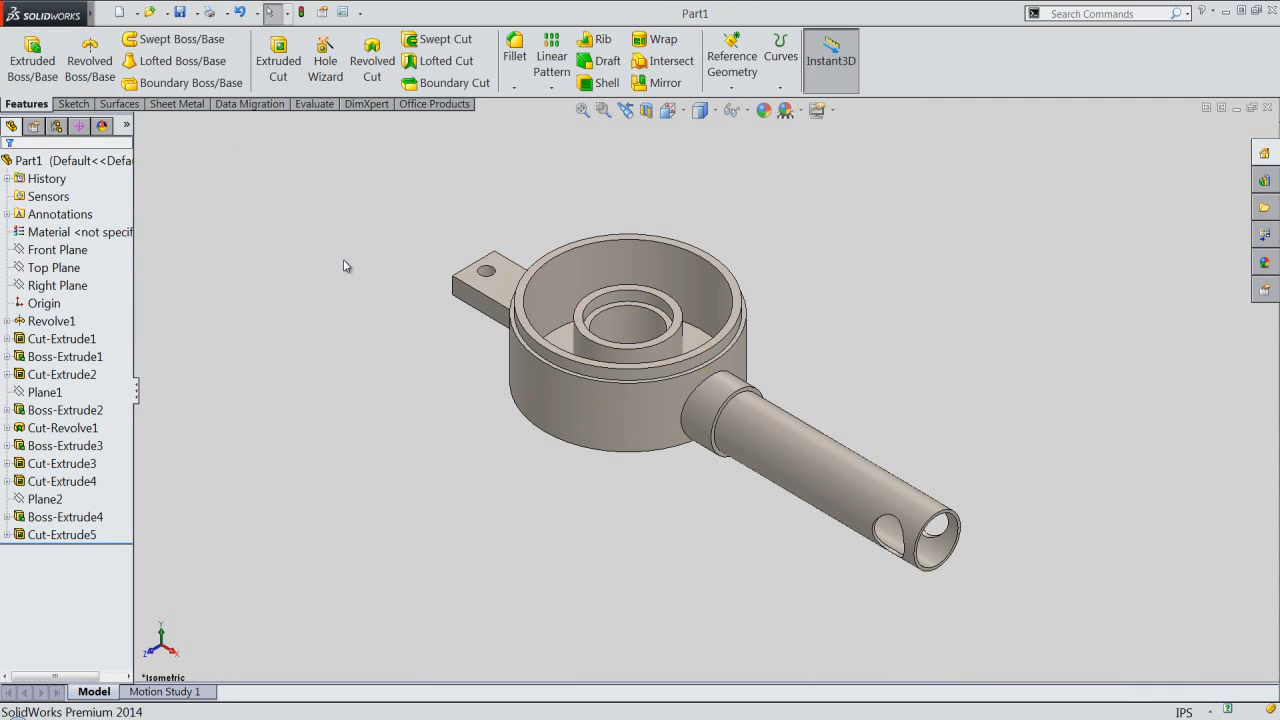 SOLIDWORKS
Part1
Search Commands
Extruded Boss/Base
Revolved Boss/Base
Swept Boss/Base
Lofted Boss/Base
Boundary Boss/Base
Extruded Cut
Hole Wizard
Revolved Cut
Swept Cut
Lofted Cut
Boundary Cut
Fillet
Linear Pattern
Rib
Draft
Shell
Wrap
Intersect
Mirror
Reference Geometry
Curves
Instant3D
Features Sketch Surfaces Sheet Metal Data Migration Evaluate DimXpert Office Products
Part1 (Default<<Defa
History
Sensors
Annotations
Material <not specif
Front Plane
Top Plane
Right Plane
Origin
Revolve1
Cut-Extrude1
Boss-Extrude1
Cut-Extrude2
Plane1
Boss-Extrude2
Cut-Revolve1
Boss-Extrude3
Cut-Extrude3
Cut-Extrude4
Plane2
Boss-Extrude4
Cut-Extrude5
Y
Z
X
*Isometric
Model Motion Study 1
SolidWorks Premium 2014
IPS